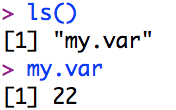 > ls()
[1] "my.var"
> my.var
[1] 22